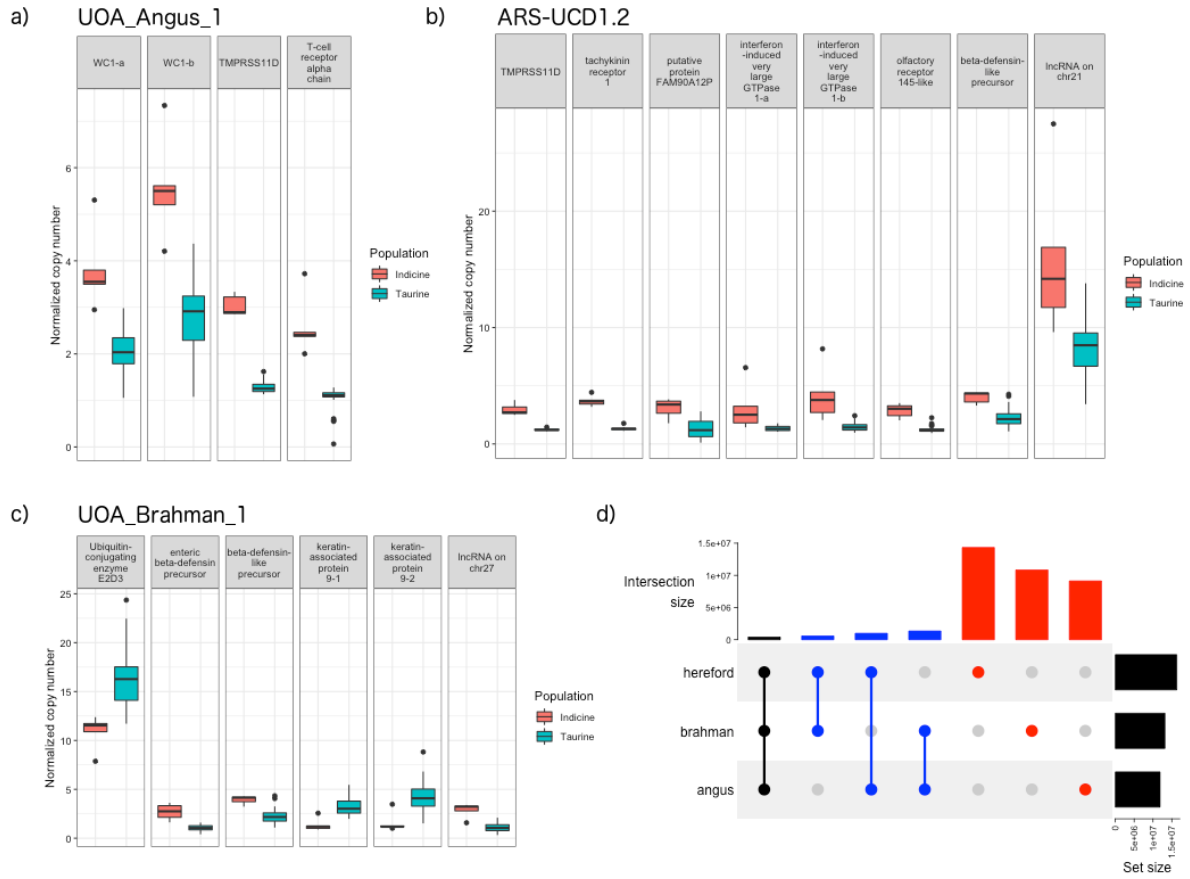 a)
UOA_Angus_1
WC1-a
WC1-b
TMPRSS11D
T-cell
receptor
alpha
chain
Normalized copy number
6
4
2
0
Population
Indicine
Taurine
b)
ARS-UCD1.2
TMPRSS11D
tachykinin
receptor
1
putative
protein
FAM90A12P
interferon
-induced
very
large
GTPase
1-a
interferon
-induced
very
large
GTPase
1-b
olfactory
receptor
145-like
beta-defensin-
like
precursor
lncRNA on
chr21
Normalized copy number
20
10
0
Population
Indicine
Taurine
c)
UOA_Brahman_1
Ubiquitin-
conjugating
enzyme
E2D3
enteric
beta-defensin
precursor
beta-defensin-
like precursor
keratin-
associated
protein
9-1
keratin-
associated
protein
9-2
lncRNA on
chr27
Normalized copy number
25
20
15
10
5
0
Population
Indicine
Taurine
d)
Intersection
size
1.5e+07
1e+07
5e+06
0
hereford
brahman
angus
0
5e+06
1e+07
1.5e+07
Set size